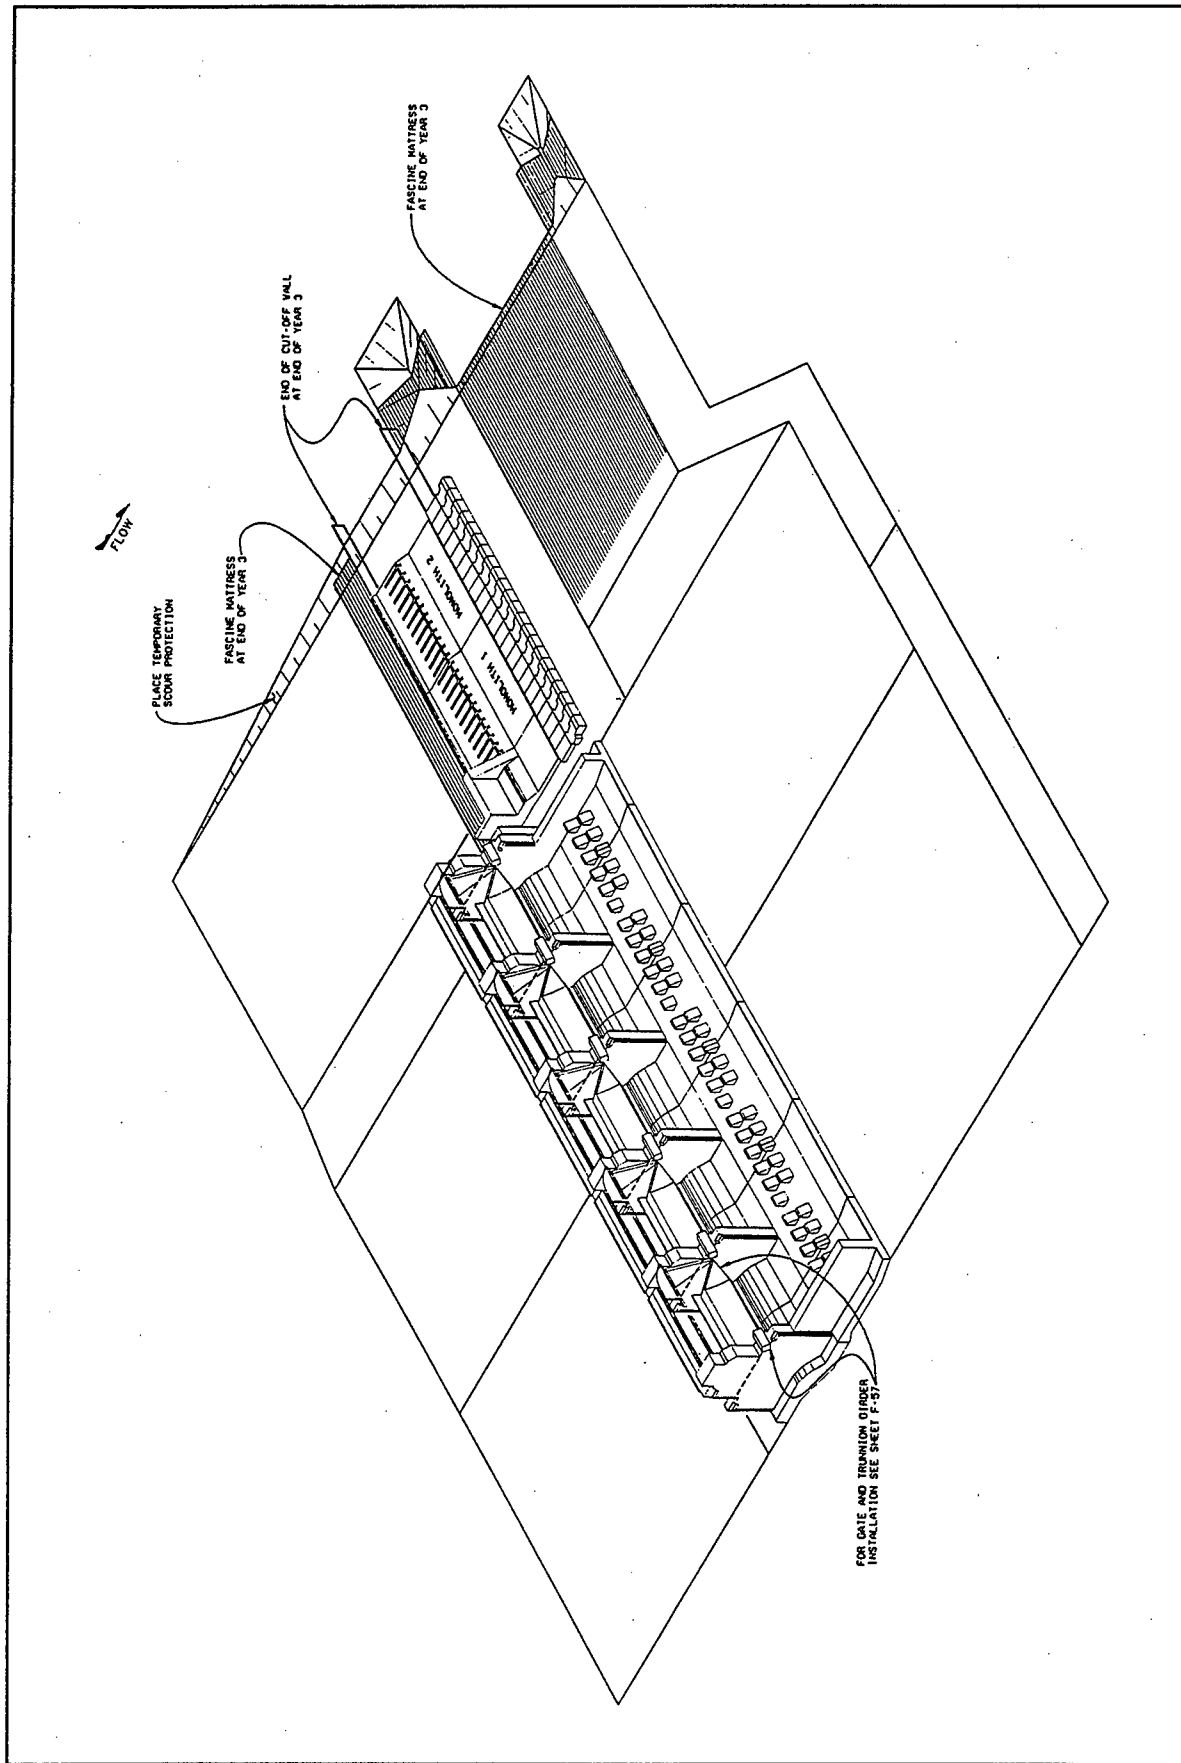 PLACE TEMPORARY
SCOUR PROTECTION
FASCINE MATTRESS
AT END OF YEAR 3
END OF CUT-OFF WALL
AT END OF YEAR 3
FASCINE MATTRESS
AT END OF YEAR 3
FLOW
MONOLITH 1
MONOLITH 2
FOR GATE AND TRUNNION GIRDER
INSTALLATION SEE SHEET F-57